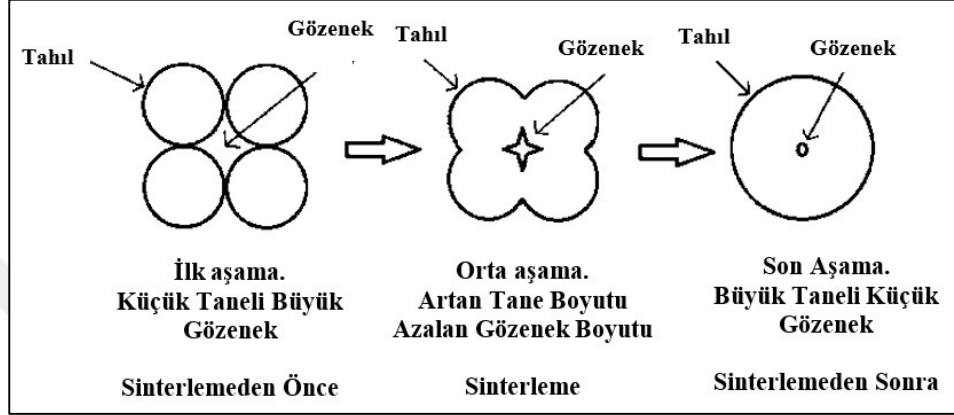 Tahıl
Gözenek
Tahıl
Gözenek
Tahıl
Gözenek
İlk aşama.
Küçük Taneli Büyük
Gözenek
Sinterlemeden Önce
Orta aşama.
Artan Tane Boyutu
Azalan Gözenek Boyutu
Sinterleme
Son Aşama.
Büyük Taneli Küçük
Gözenek
Sinterlemeden Sonra